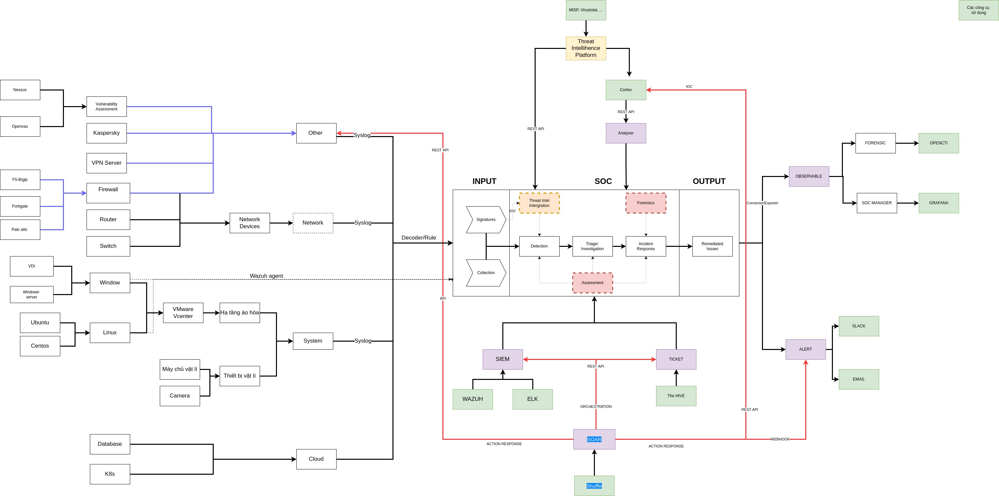 MISP, Virustotal, ...
Các công cụ
sử dụng
Threat
Intellihence
Platform
Nexsus
Cortex
IOC
Vulnerability
Assessment
REST API
Openvas
REST API
Kaspersky
Other
Syslog
Analyser
FORENSIC
OPENCTI
REST API
VPN Server
F5-BIgip
INPUT
SOC
OUTPUT
OBSERVABLE
Firewall
Fortigate
Threat Intel
Intergration
Forensics
Connector/Exporter
SOC MANAGER
GRAFANA
IOC
Router
Network
Devices
Network
Syslog
Signatures
Palo alto
Decoder/Rule
Switch
Detection
Triage/
Investigation
Incident
Response
Remediated
Issues
VDI
Wazuh agent
Collection
Window
Assessment
Windown
server
API
VMware
Vcenter
Hạ tầng ảo hóa
Ubuntu
Linux
SLACK
Centos
System
Syslog
ALERT
SIEM
TICKET
REST API
Máy chủ vật lí
Thiết bị vật lí
EMAIL
Camera
WAZUH
ELK
The HIVE
ORCHESTRATION
REST API
SOAR
WEBHOOK
Database
ACTION RESPONSE
ACTION RESPONSE
Cloud
K8s
Shuffle